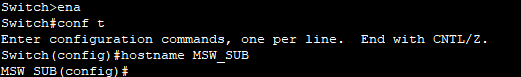 Switch>ena
Switch#conf t
Enter configuration commands, one per line.  End with CNTL/Z.
Switch(config)#hostname MSW_SUB
MSW_SUB(config)#